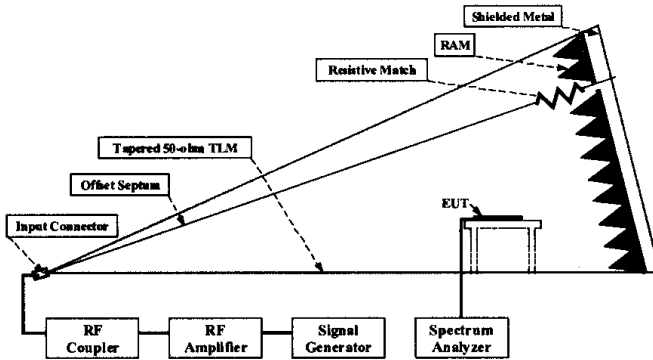 Shielded Metal
RAM
Resistive Match
Tapered 50-ohm TLM
Offset Septum
EUT
Input Connector
RF
Coupler
RF
Amplifier
Signal
Generator
Spectrum
Analyzer